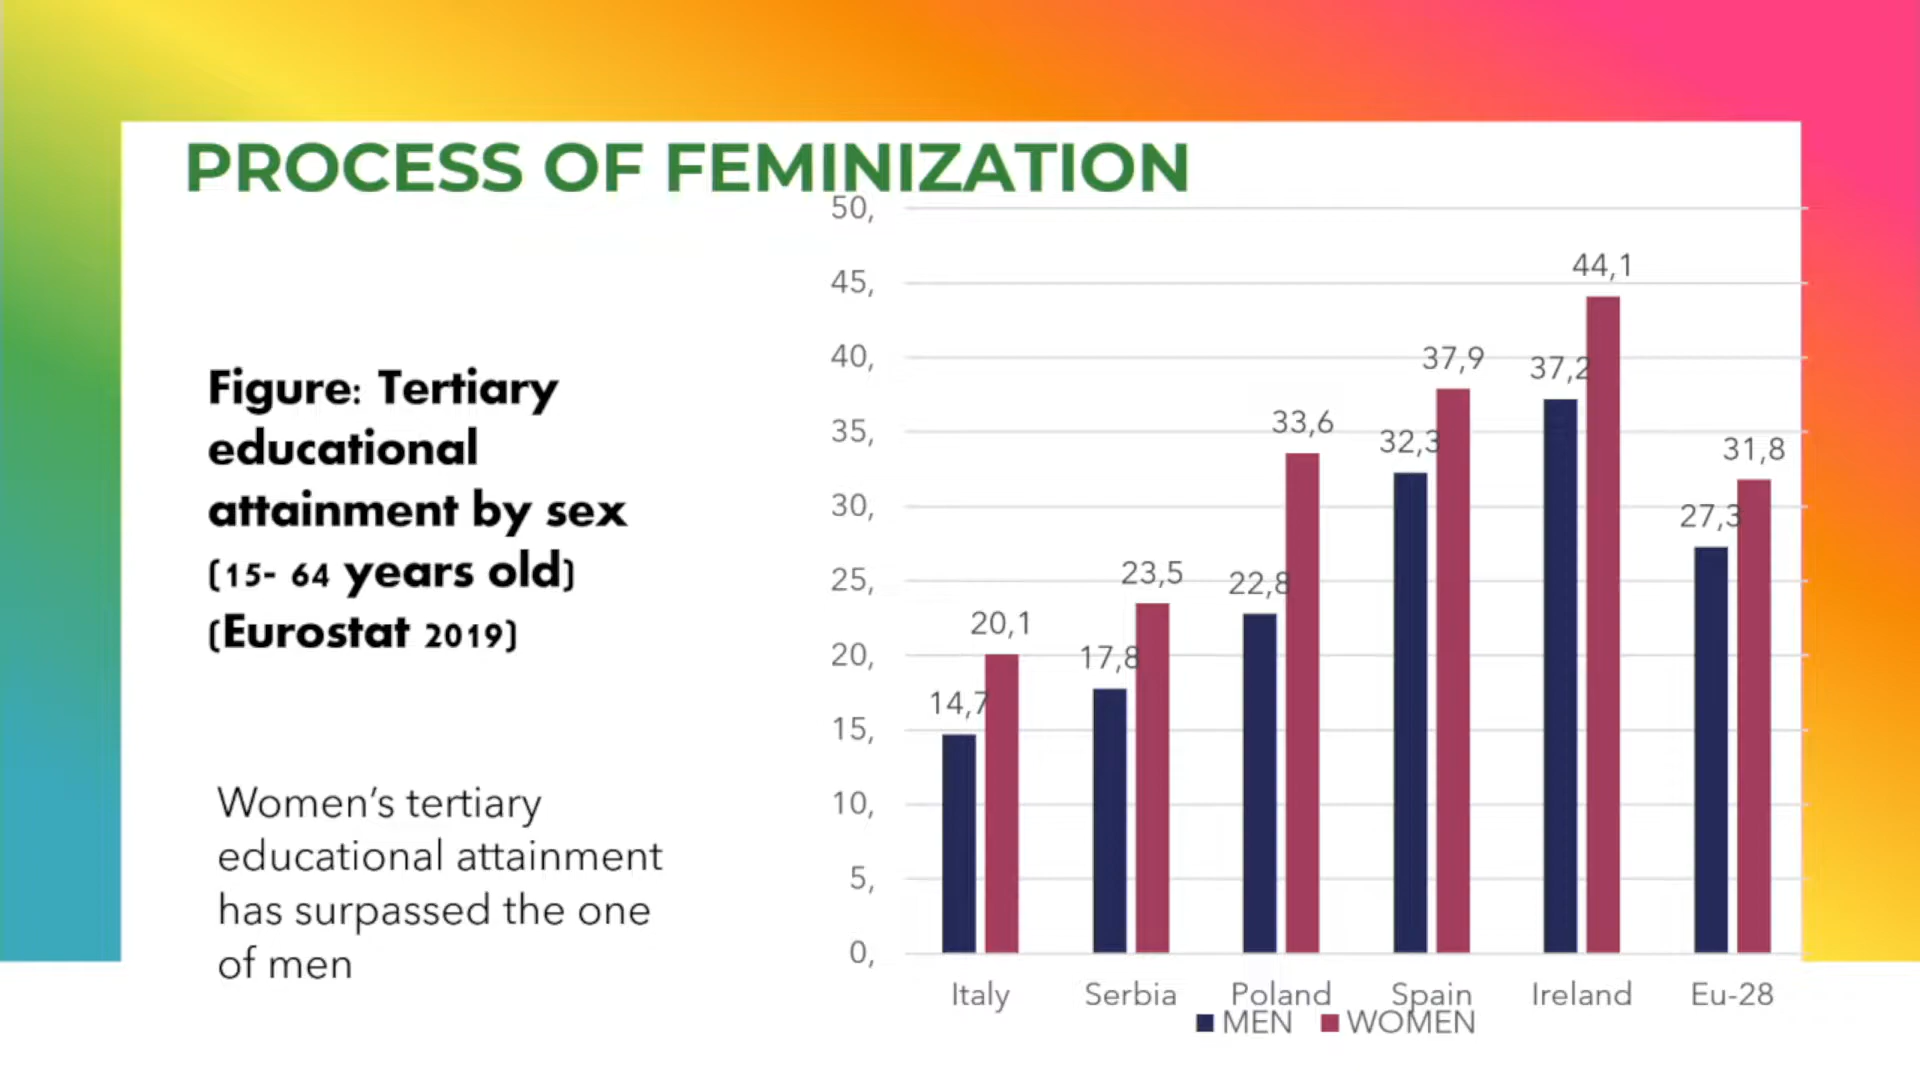 PROCESS OF FEMINIZATION
Figure: Tertiary
educational
attainment by sex
(15- 64 years old)
(Eurostat 2019)
Women’s tertiary
educational attainment
has surpassed the one
of men
50,
45,
40,
35,
30,
25,
20,
15,
10,
5,
0,
14,7
20,1
17,8
23,5
22,8
33,6
32,3
37,9
37,2
44,1
27,3
31,8
Italy Serbia Poland Spain Ireland Eu-28
MEN WOMEN